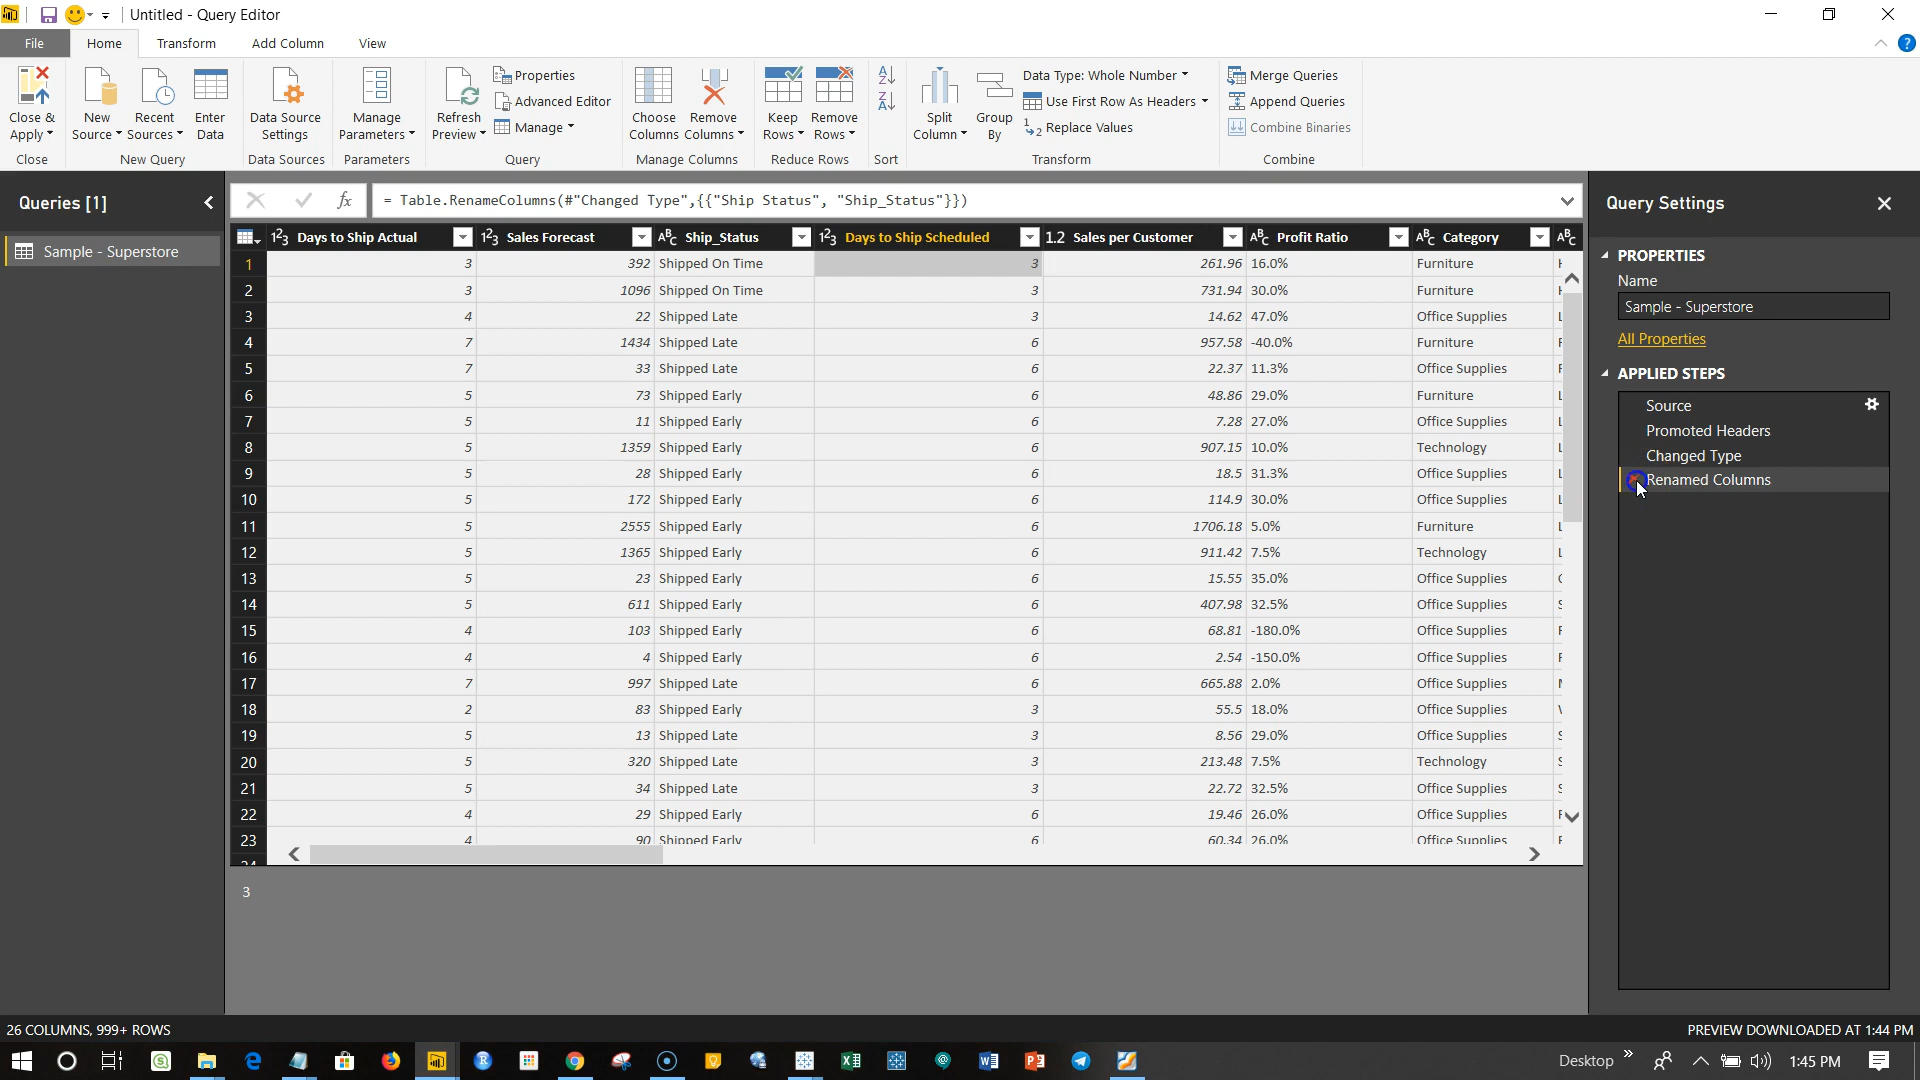 Untitled - Query Editor
File Home Transform Add Column View
Close & Apply
New Source
Recent Sources
Enter Data
Data Source Settings
Manage Parameters
Refresh Preview
Properties
Advanced Editor
Manage
Choose Columns
Remove Columns
Keep Rows
Remove Rows
Split Column
Group By
Data Type: Whole Number
Use First Row As Headers
Replace Values
Merge Queries
Append Queries
Combine Binaries
Close New Query Data Sources Parameters Query Manage Columns Reduce Rows Sort Transform Combine
Queries [1]
Sample - Superstore
fx = Table.RenameColumns(#"Changed Type",{{"Ship Status", "Ship_Status"}})
Days to Ship Actual Sales Forecast Ship_Status Days to Ship Scheduled 1.2 Sales per Customer Profit Ratio Category
1 3 392 Shipped On Time 3 261.96 16.0% Furniture
2 3 1096 Shipped On Time 3 731.94 30.0% Furniture
3 4 22 Shipped Late 3 14.62 47.0% Office Supplies
4 7 1434 Shipped Late 6 957.58 -40.0% Furniture
5 7 33 Shipped Late 6 22.37 11.3% Office Supplies
6 5 73 Shipped Early 6 48.86 29.0% Furniture
7 5 11 Shipped Early 6 7.28 27.0% Office Supplies
8 5 1359 Shipped Early 6 907.15 10.0% Technology
9 5 28 Shipped Early 6 18.5 31.3% Office Supplies
10 5 172 Shipped Early 6 114.9 30.0% Office Supplies
11 5 2555 Shipped Early 6 1706.18 5.0% Furniture
12 5 1365 Shipped Early 6 911.42 7.5% Technology
13 5 23 Shipped Early 6 15.55 35.0% Office Supplies
14 5 611 Shipped Early 6 407.98 32.5% Office Supplies
15 4 103 Shipped Early 6 68.81 -180.0% Office Supplies
16 4 4 Shipped Early 6 2.54 -150.0% Office Supplies
17 7 997 Shipped Late 6 665.88 2.0% Office Supplies
18 2 83 Shipped Early 3 55.5 18.0% Office Supplies
19 5 13 Shipped Late 3 8.56 29.0% Office Supplies
20 5 320 Shipped Late 3 213.48 7.5% Technology
21 5 34 Shipped Late 3 22.72 32.5% Office Supplies
22 4 29 Shipped Early 6 19.46 26.0% Office Supplies
23 4 90 Shipped Early 6 60.34 26.0% Office Supplies
3
Query Settings
PROPERTIES
Name
Sample - Superstore
All Properties
APPLIED STEPS
Source
Promoted Headers
Changed Type
Renamed Columns
26 COLUMNS, 999+ ROWS
PREVIEW DOWNLOADED AT 1:44 PM
Desktop
1:45 PM